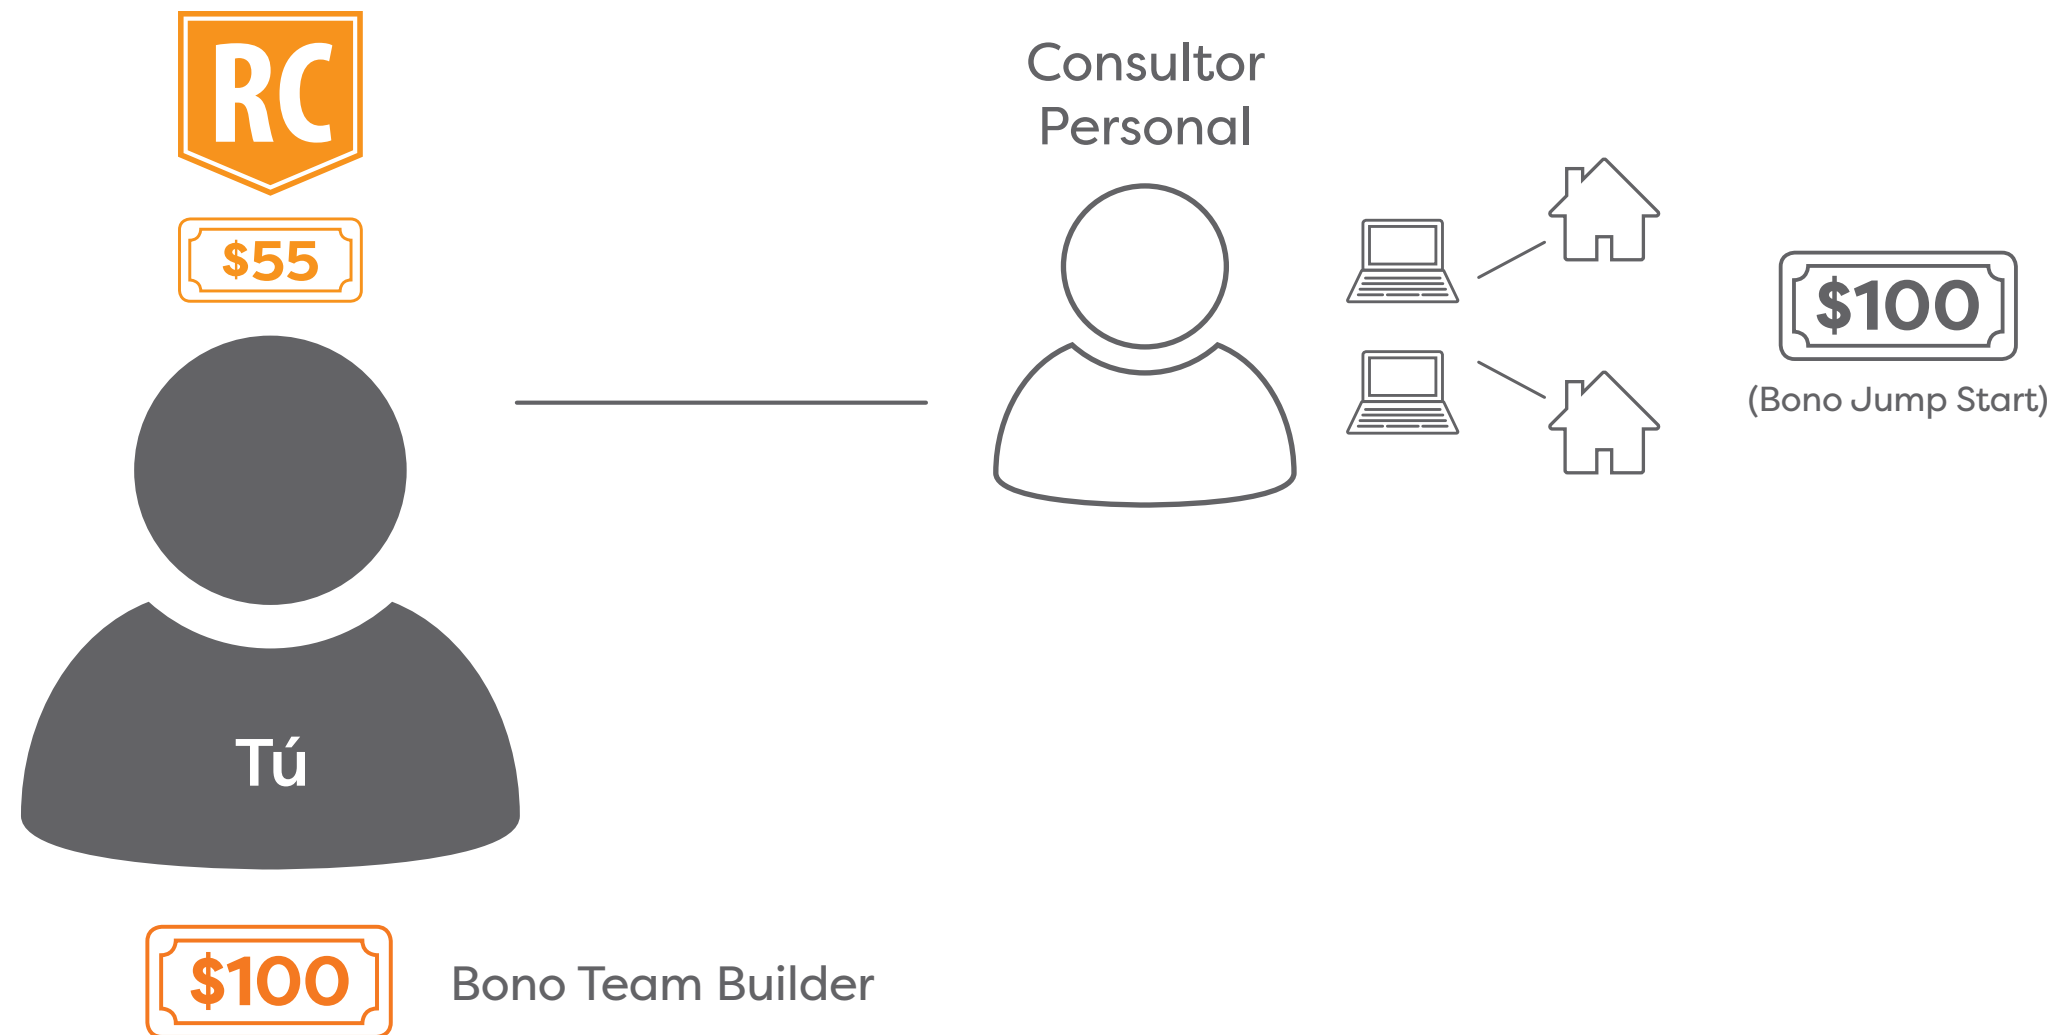 RC
$55
Tú
$100
Bono Team Builder
Consultor
Personal
$100
(Bono Jump Start)